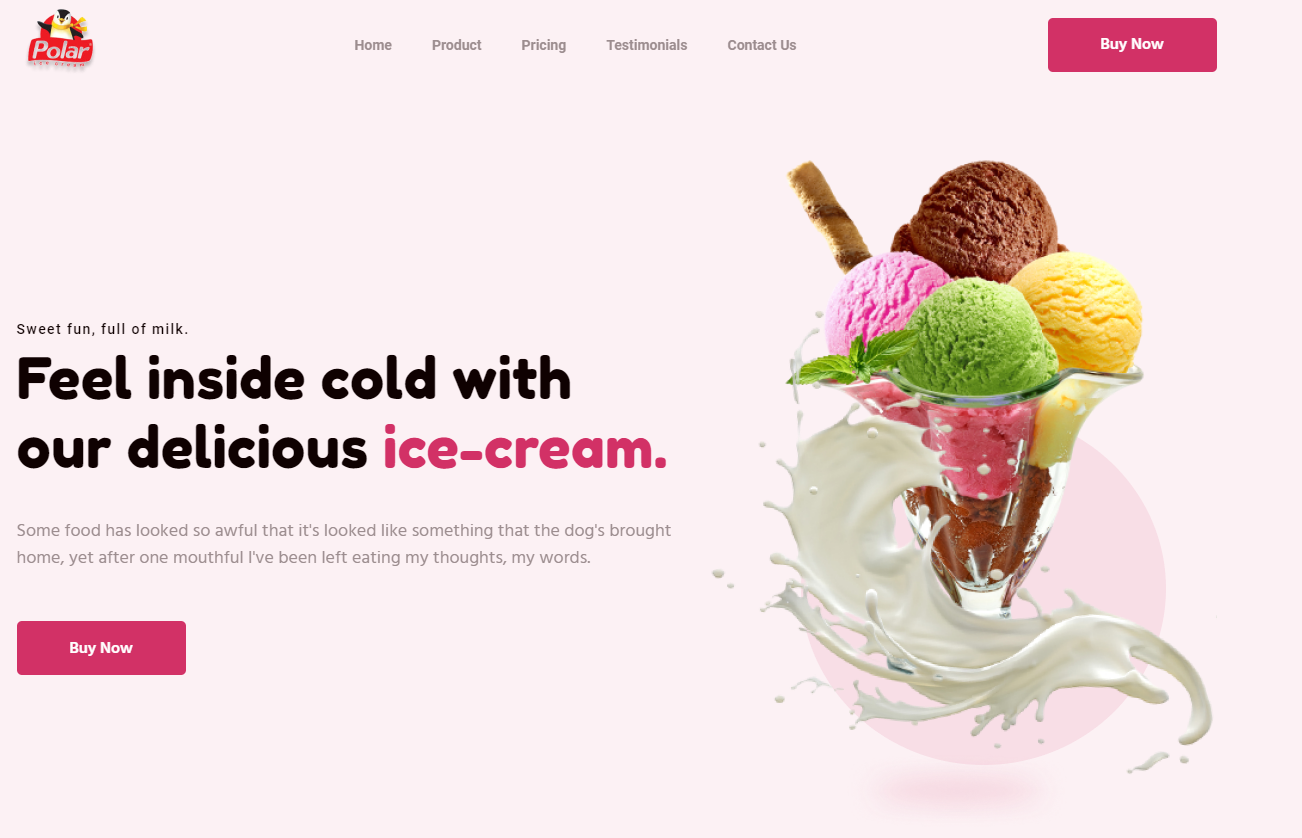 Polar
ICE CREAM
Home
Product
Pricing
Testimonials
Contact Us
Buy Now
Sweet fun, full of milk.
Feel inside cold with
our delicious ice-cream.
Some food has looked so awful that it's looked like something that the dog's brought
home, yet after one mouthful I've been left eating my thoughts, my words.
Buy Now